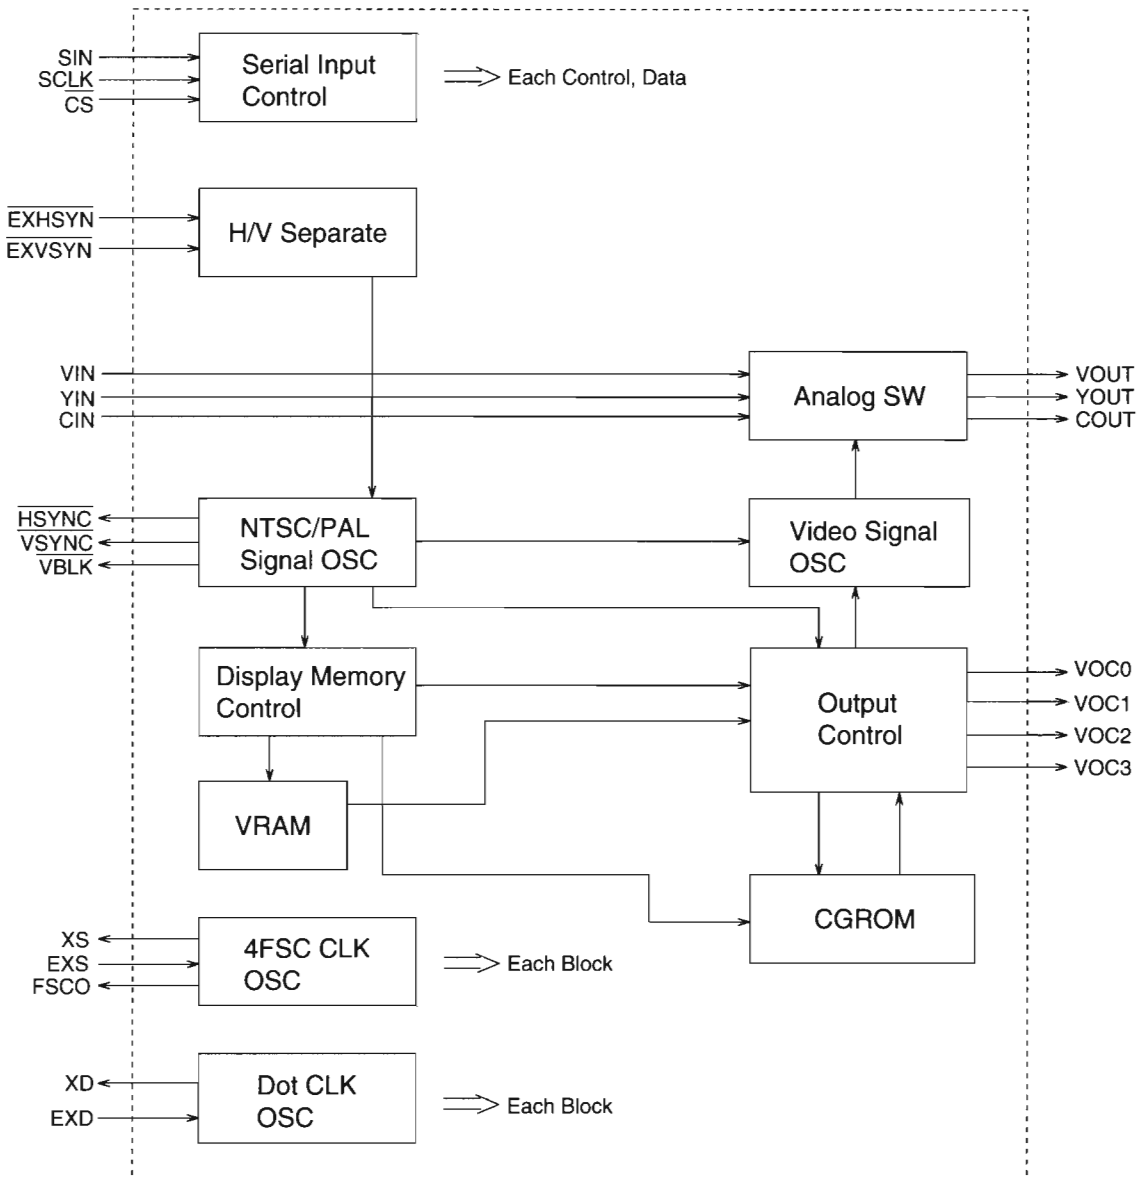 SIN
SCLK
CS
Serial Input
Control
Each Control, Data
EXHSYN
EXVSYN
H/V Separate
VIN
YIN
CIN
Analog SW
VOUT
YOUT
COUT
HSYNC
VSYNC
VBLK
NTSC/PAL
Signal OSC
Video Signal
OSC
Display Memory
Control
Output
Control
VOC0
VOC1
VOC2
VOC3
VRAM
CGROM
XS
EXS
FSCO
4FSC CLK
OSC
Each Block
XD
EXD
Dot CLK
OSC
Each Block